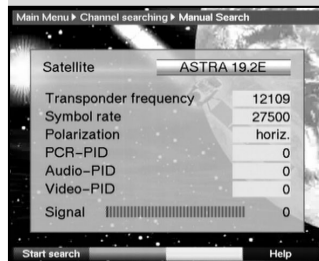 Main Menu ▶ Channel searching ▶ Manual Search
Satellite ASTRA 19.2E
Transponder frequency 12109
Symbol rate 27500
Polarization horiz.
PCR-PID 0
Audio-PID 0
Video-PID 0
Signal 0
Start search Help